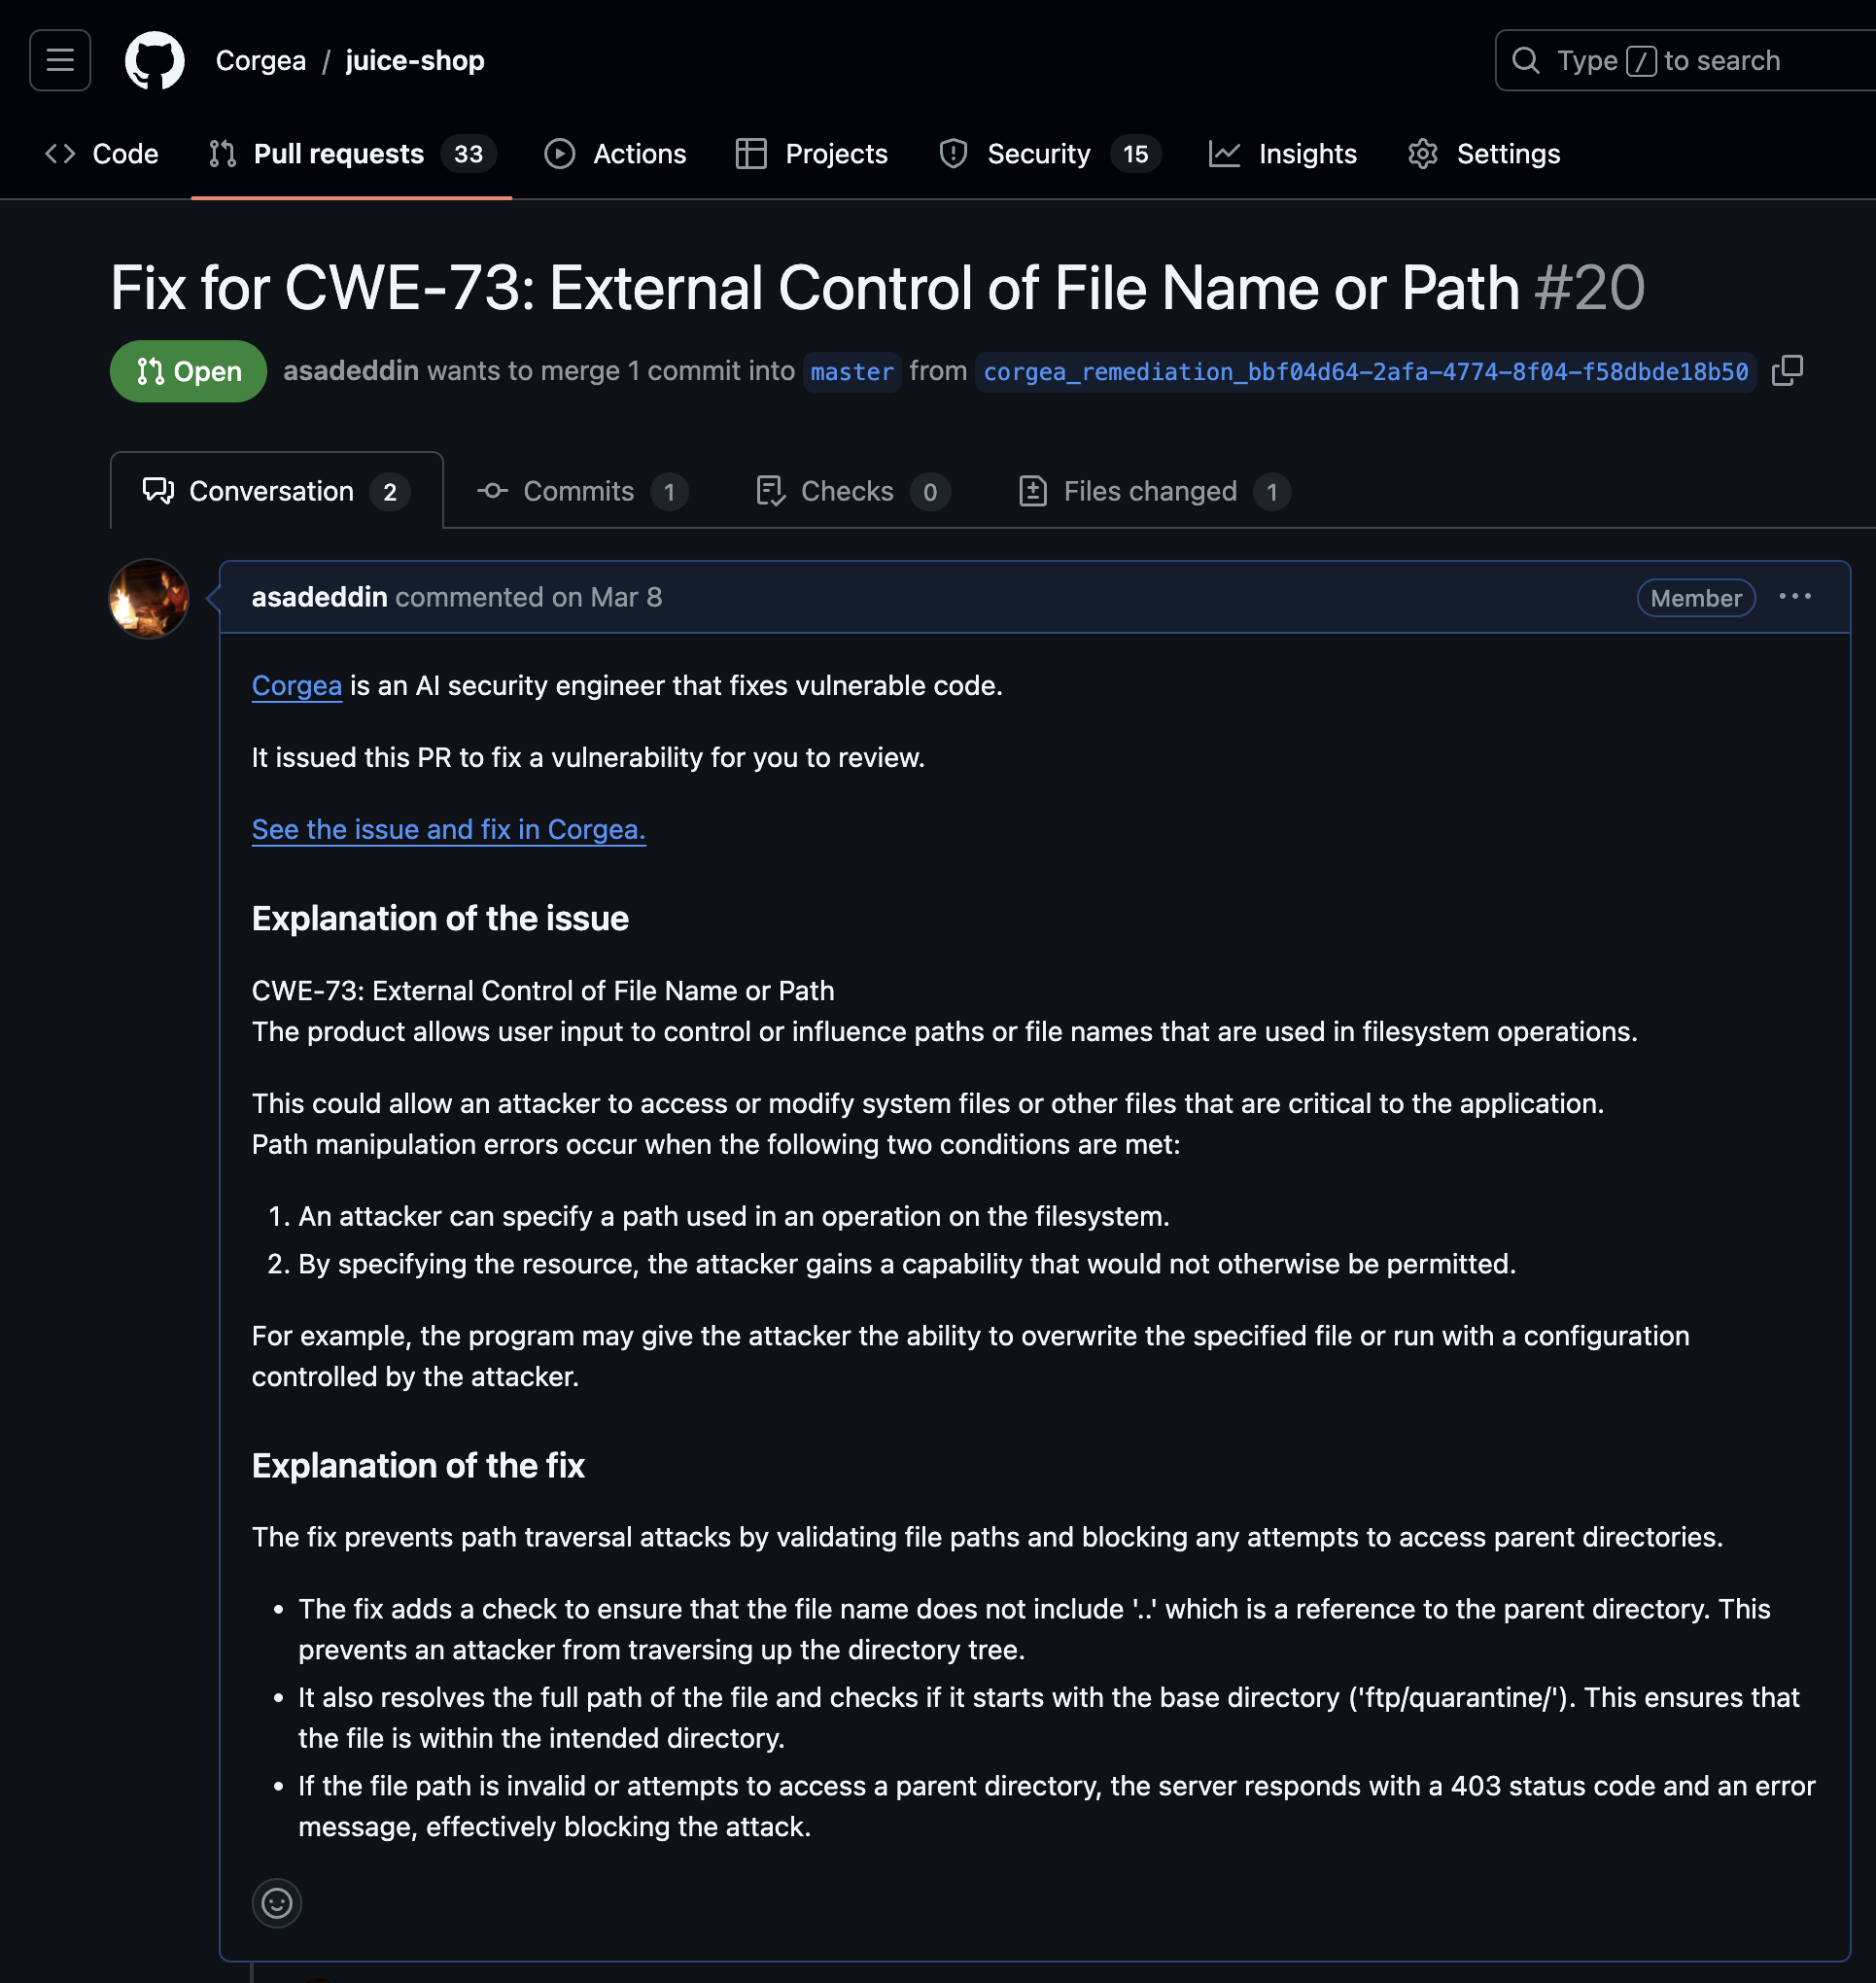 Corgea / juice-shop
Type / to search
Code
Pull requests 33
Actions
Projects
Security 15
Insights
Settings
Fix for CWE-73: External Control of File Name or Path #20
Open
asadeddin wants to merge 1 commit into master from corgea_remediation_bbf04d64-2afa-4774-8f04-f58dbde18b50
Conversation 2
Commits 1
Checks 0
Files changed 1
asadeddin commented on Mar 8
Member
Corgea is an AI security engineer that fixes vulnerable code.
It issued this PR to fix a vulnerability for you to review.
See the issue and fix in Corgea.
Explanation of the issue
CWE-73: External Control of File Name or Path
The product allows user input to control or influence paths or file names that are used in filesystem operations.
This could allow an attacker to access or modify system files or other files that are critical to the application.
Path manipulation errors occur when the following two conditions are met:
1. An attacker can specify a path used in an operation on the filesystem.
2. By specifying the resource, the attacker gains a capability that would not otherwise be permitted.
For example, the program may give the attacker the ability to overwrite the specified file or run with a configuration
controlled by the attacker.
Explanation of the fix
The fix prevents path traversal attacks by validating file paths and blocking any attempts to access parent directories.
• The fix adds a check to ensure that the file name does not include '..' which is a reference to the parent directory. This
prevents an attacker from traversing up the directory tree.
• It also resolves the full path of the file and checks if it starts with the base directory ('ftp/quarantine/'). This ensures that
the file is within the intended directory.
• If the file path is invalid or attempts to access a parent directory, the server responds with a 403 status code and an error
message, effectively blocking the attack.